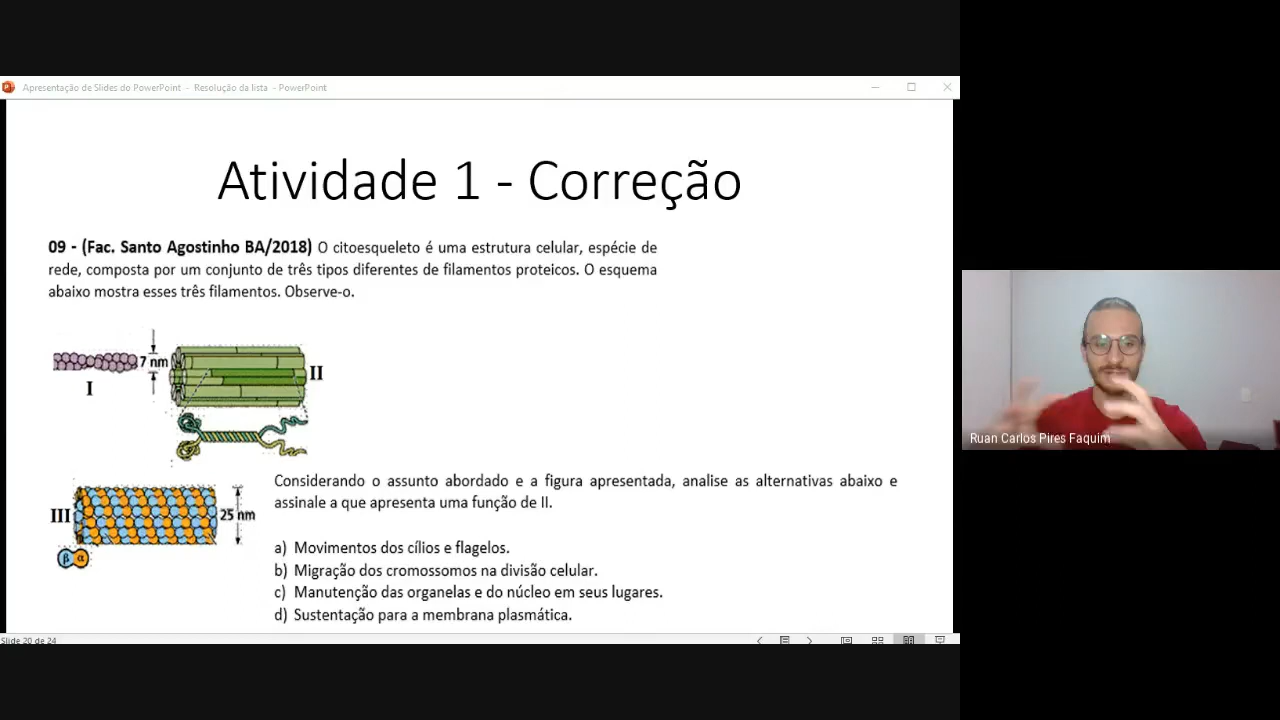 Apresentação de Slides do PowerPoint - Resolução da lista - PowerPoint
Atividade 1 - Correção
09 - (Fac. Santo Agostinho BA/2018) O citoesqueleto é uma estrutura celular, espécie de
rede, composta por um conjunto de três tipos diferentes de filamentos proteicos. O esquema
abaixo mostra esses três filamentos. Observe-o.
7 nm
I
II
III
25 nm
β α
Considerando o assunto abordado e a figura apresentada, analise as alternativas abaixo e
assinale a que apresenta uma função de II.
a) Movimentos dos cílios e flagelos.
b) Migração dos cromossomos na divisão celular.
c) Manutenção das organelas e do núcleo em seus lugares.
d) Sustentação para a membrana plasmática.
Slide 20 de 24
Ruan Carlos Pires Faquim